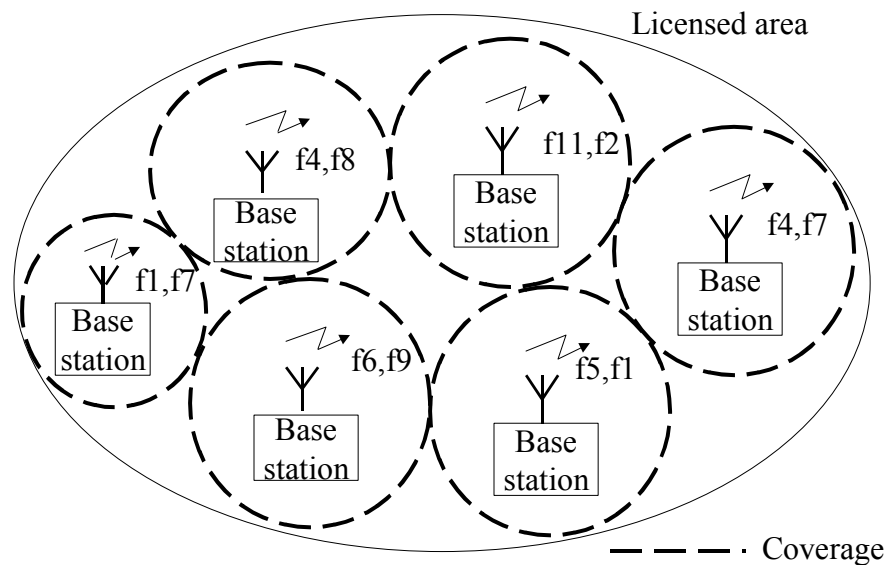 Licensed area
f4,f8
Base
station
f11,f2
Base
station
f4,f7
Base
station
f1,f7
Base
station
f6,f9
Base
station
f5,f1
Base
station
Coverage